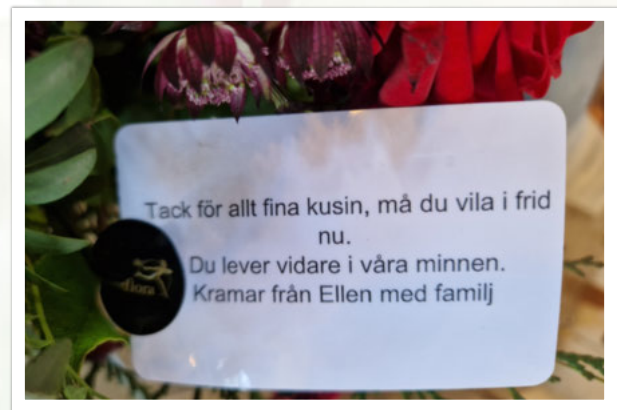 Tack för allt fina kusin, må du vila i frid
nu.
Du lever vidare i våra minnen.
Kramar från Ellen med familj